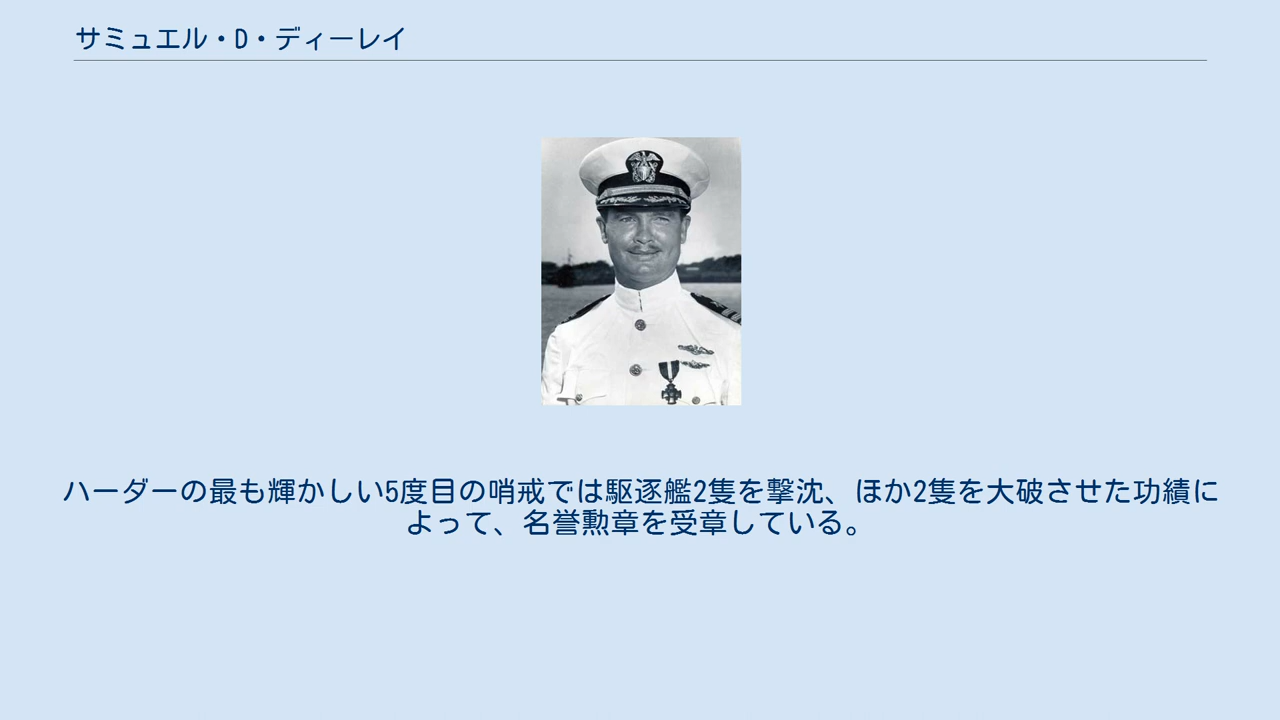 サミュエル・D・ディーレイ
ハーダーの最も輝かしい5度目の哨戒では駆逐艦2隻を撃沈、ほか2隻を大破させた功績に
よって、名誉勲章を受章している。